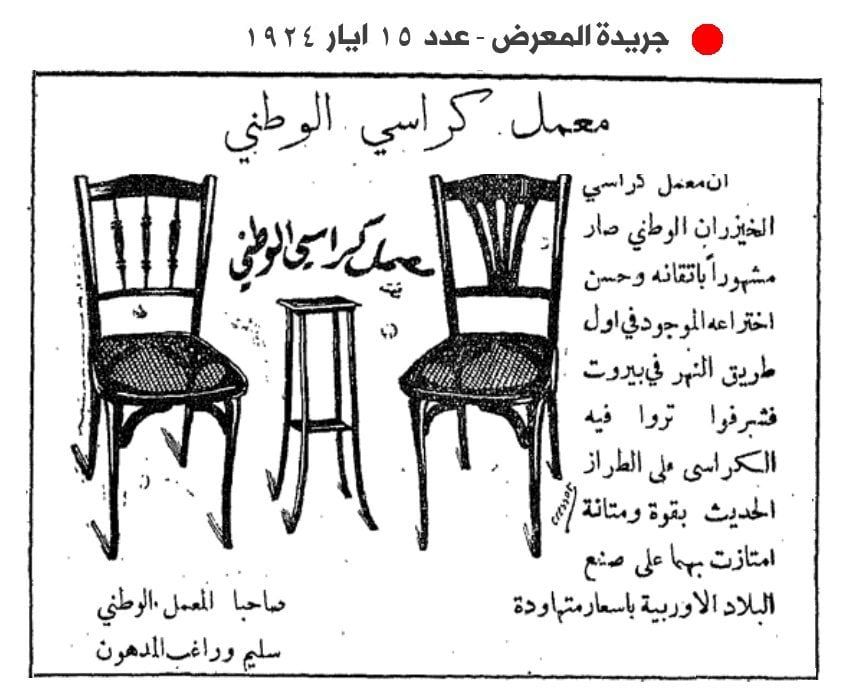 جريدة المعرض - عدد ١٥ ايار ١٩٢٤
معمل كراسي الوطني
ان معمل كراسي
الخيزران الوطني صار
مشهوراً باتقانه وحسن
اختراعه الموجود في اول
طريق النهر في بيروت
فشرفوا تروا فيه
الكراسي على الطراز
الحديث بقوة ومتانة
امتازت بهما على صنع
البلاد الاوربية باسعار متهاودة
معمل كراسي الوطني
صاحبا المعمل الوطني
سليم وراغب المدهون